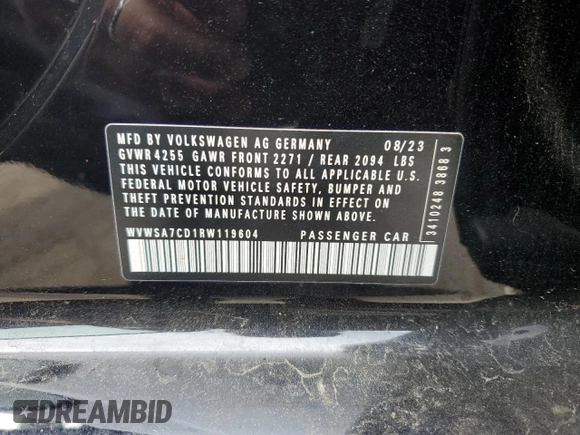 MFD BY VOLKSWAGEN AG GERMANY 08/23
GVWR 4255 GAWR FRONT 2271 / REAR 2094 LBS
THIS VEHICLE CONFORMS TO ALL APPLICABLE U.S.
FEDERAL MOTOR VEHICLE SAFETY, BUMPER AND
THEFT PREVENTION STANDARDS IN EFFECT ON
THE DATE OF MANUFACTURE SHOWN ABOVE.
WVWSA7CD1RW119604 PASSENGER CAR
3410248 3868 3
DREAMBID